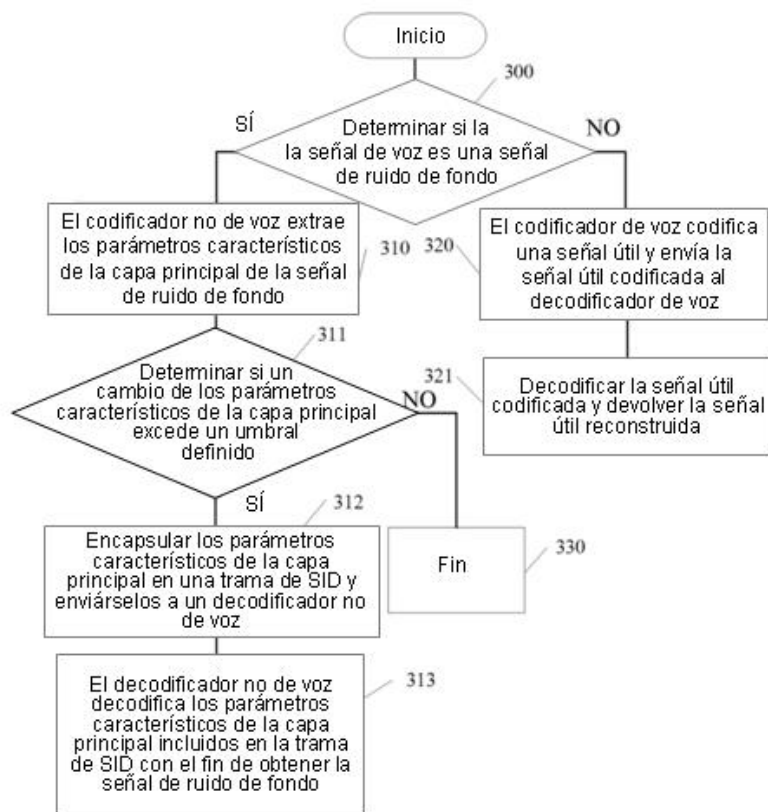 Inicio
300
SÍ
NO
Determinar si la
la señal de voz es una señal
de ruido de fondo
El codificador no de voz extrae
los parámetros característicos
de la capa principal de la señal
de ruido de fondo
310
320
El codificador de voz codifica
una señal útil y envía la
señal útil codificada al
decodificador de voz
311
Determinar si un
cambio de los parámetros
característicos de la capa principal
excede un umbral
definido
NO
321
Decodificar la señal útil
codificada y devolver la señal
útil reconstruida
SÍ
312
Encapsular los parámetros
característicos de la capa
principal en una trama de SID y
enviárselos a un decodificador no
de voz
Fin
330
El decodificador no de voz
decodifica los parámetros
característicos de la capa
principal incluidos en la trama
de SID con el fin de obtener la
señal de ruido de fondo
313